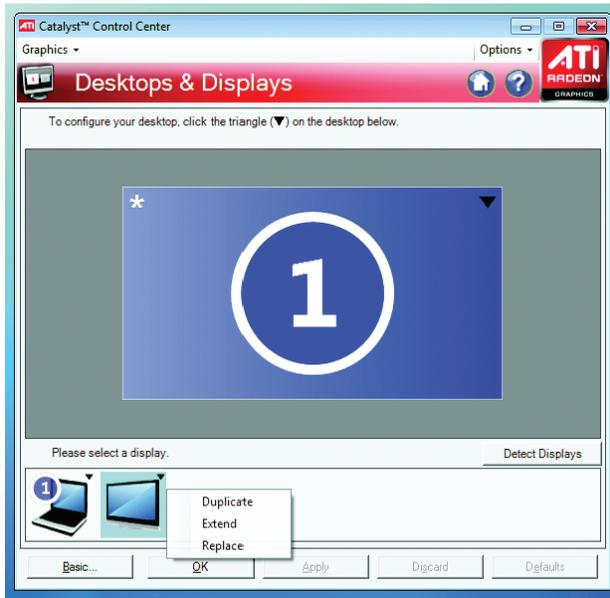 ATI Catalyst™ Control Center
Graphics
Options
Desktops & Displays
ATI
RADEON
GRAPHICS
To configure your desktop, click the triangle (▼) on the desktop below.
*
1
Please select a display.
Detect Displays
1
Duplicate
Extend
Replace
Basic...
OK
Apply
Discard
Defaults